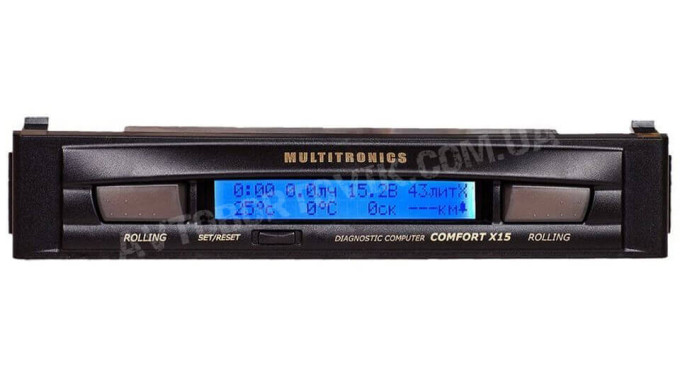 MULTITRONICS
0:00 0.0лч 15.2В 43литХ
25°c 0°C 0ск ---км
ROLLING SET/RESET DIAGNOSTIC COMPUTER COMFORT X15 ROLLING